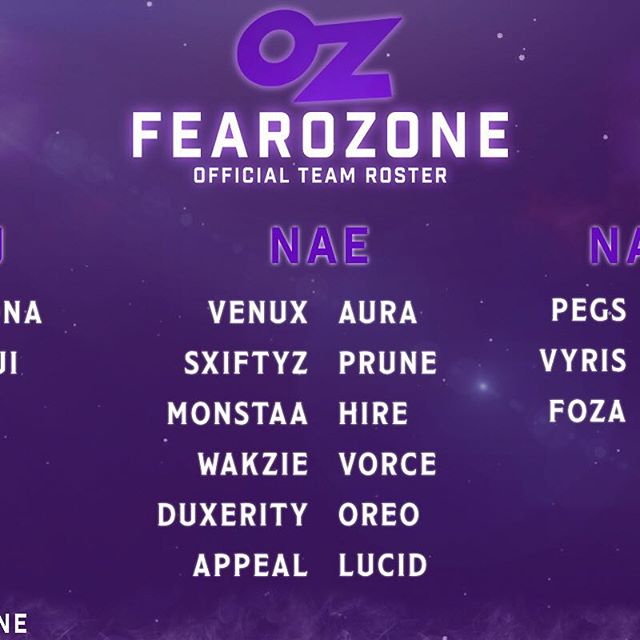 OZ
FEAROZONE
OFFICIAL TEAM ROSTER
NAE
VENUX AURA PEGS
SXIFTYZ PRUNE VYRIS
MONSTAA HIRE FOZA
WAKZIE VORCE
DUXERITY OREO
APPEAL LUCID